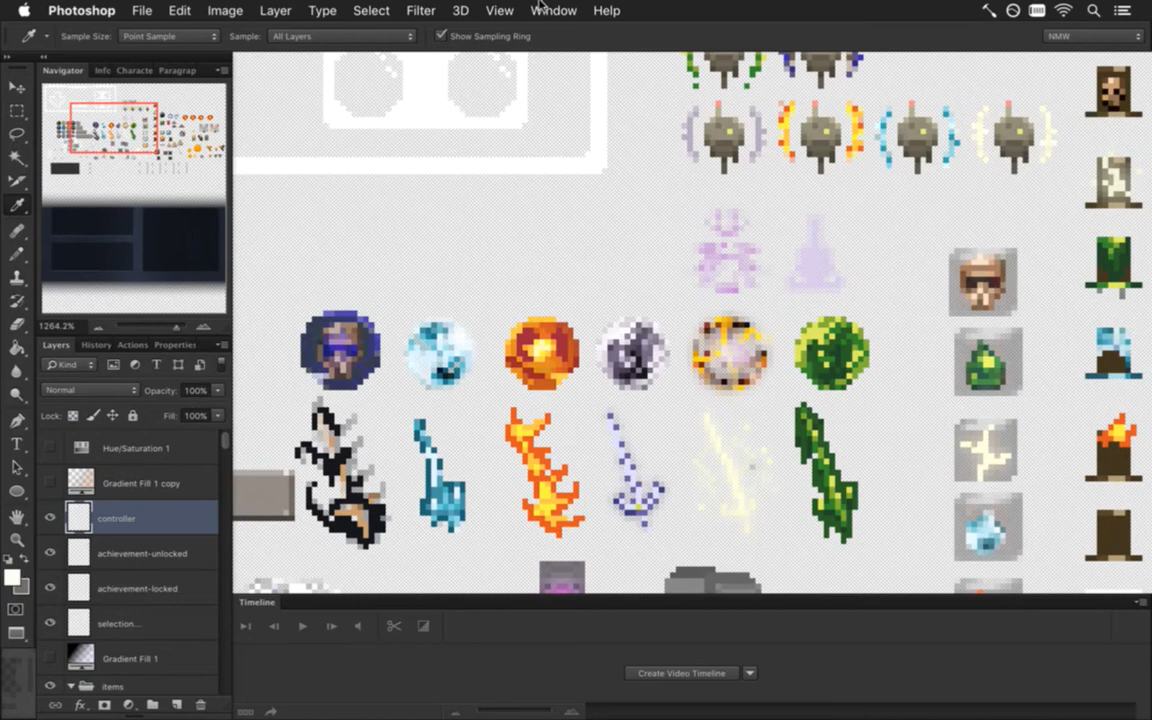 Photoshop File Edit Image Layer Type Select Filter 3D View Window Help
Sample Size: Point Sample Sample: All Layers Show Sampling Ring NMW
Navigator Info Characte Paragrap
1264.2%
Layers History Actions Properties
Kind
Normal Opacity: 100%
Lock: Fill: 100%
Hue/Saturation 1
Gradient Fill 1 copy
controller
achievement-unlocked
achievement-locked
selection...
Gradient Fill 1
items
Timeline
Create Video Timeline